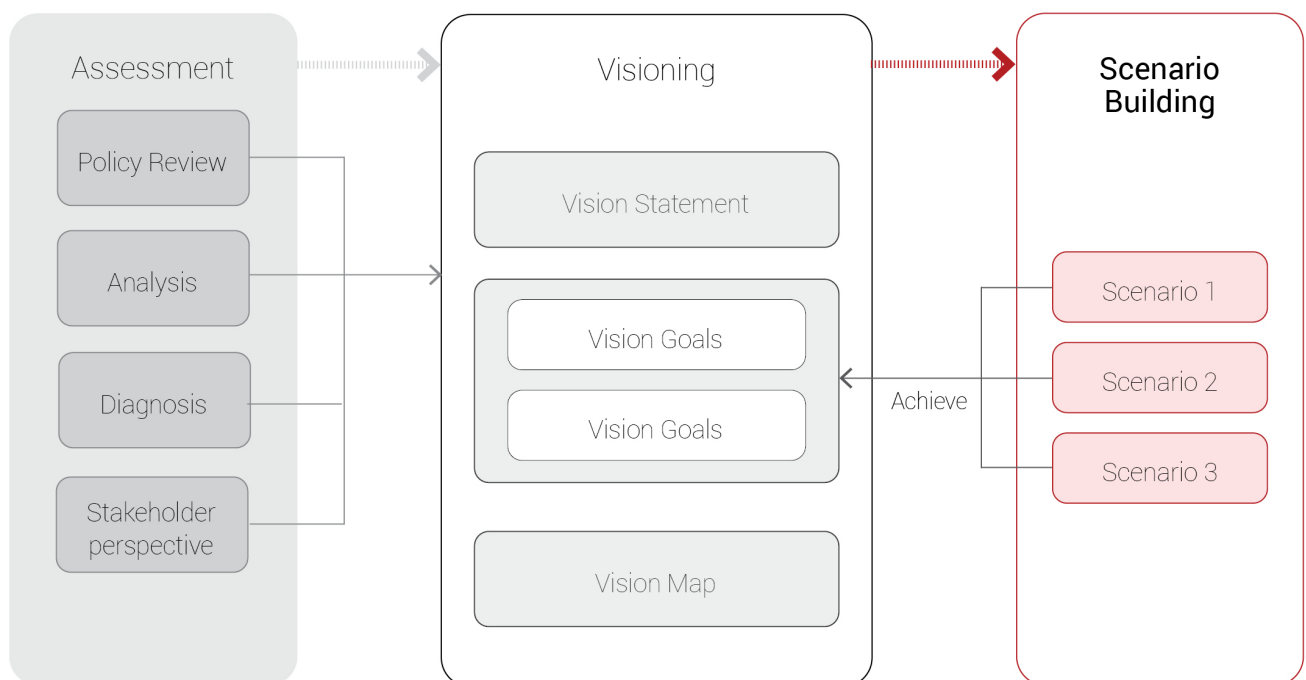 Assessment
Policy Review
Analysis
Diagnosis
Stakeholder
perspective
Visioning
Vision Statement
Vision Goals
Vision Goals
Vision Map
Achieve
Scenario
Building
Scenario 1
Scenario 2
Scenario 3